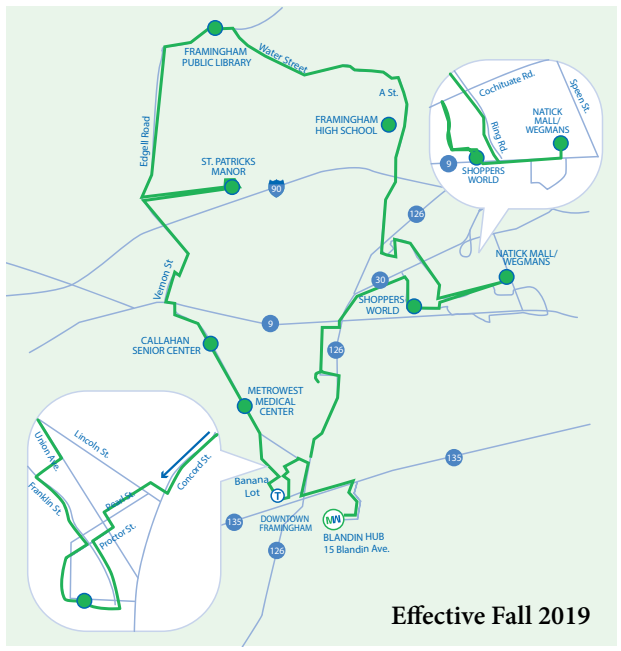 FRAMINGHAM
PUBLIC LIBRARY
Water Street
A St.
FRAMINGHAM
HIGH SCHOOL
Edgell Road
ST. PATRICKS
MANOR
90
126
Cochituate Rd.
Speen St.
NATICK
MALL/
WEGMANS
Ring Rd.
9
SHOPPERS
WORLD
NATICK MALL/
WEGMANS
30
SHOPPERS
WORLD
Vernon St
9
126
CALLAHAN
SENIOR CENTER
METROWEST
MEDICAL
CENTER
135
Banana
Lot
T
DOWNTOWN
FRAMINGHAM
135
126
MW
BLANDIN HUB
15 Blandin Ave.
Union Ave.
Lincoln St.
Concord St.
Franklin St.
Pearl St.
Proctor St.
Effective Fall 2019